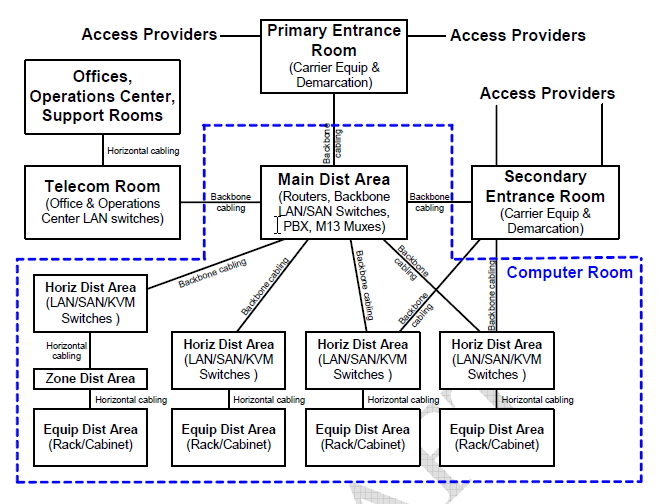 Access Providers
Primary Entrance
Room
(Carrier Equip &
Demarcation)
Access Providers
Offices,
Operations Center,
Support Rooms
Access Providers
Horizontal cabling
Backbone
cabling
Telecom Room
(Office & Operations
Center LAN switches)
Backbone
cabling
Main Dist Area
(Routers, Backbone
LAN/SAN Switches,
PBX, M13 Muxes)
Backbone
cabling
Secondary
Entrance Room
(Carrier Equip &
Demarcation)
Computer Room
Backbone cabling
Backbone cabling
Backbone
cabling
Backbone
cabling
Backbone
cabling
Backbone
cabling
Horiz Dist Area
(LAN/SAN/KVM
Switches )
Horizontal
cabling
Zone Dist Area
Horiz Dist Area
(LAN/SAN/KVM
Switches )
Horiz Dist Area
(LAN/SAN/KVM
Switches )
Horiz Dist Area
(LAN/SAN/KVM
Switches )
Horizontal cabling
Horizontal cabling
Horizontal cabling
Horizontal cabling
Equip Dist Area
(Rack/Cabinet)
Equip Dist Area
(Rack/Cabinet)
Equip Dist Area
(Rack/Cabinet)
Equip Dist Area
(Rack/Cabinet)